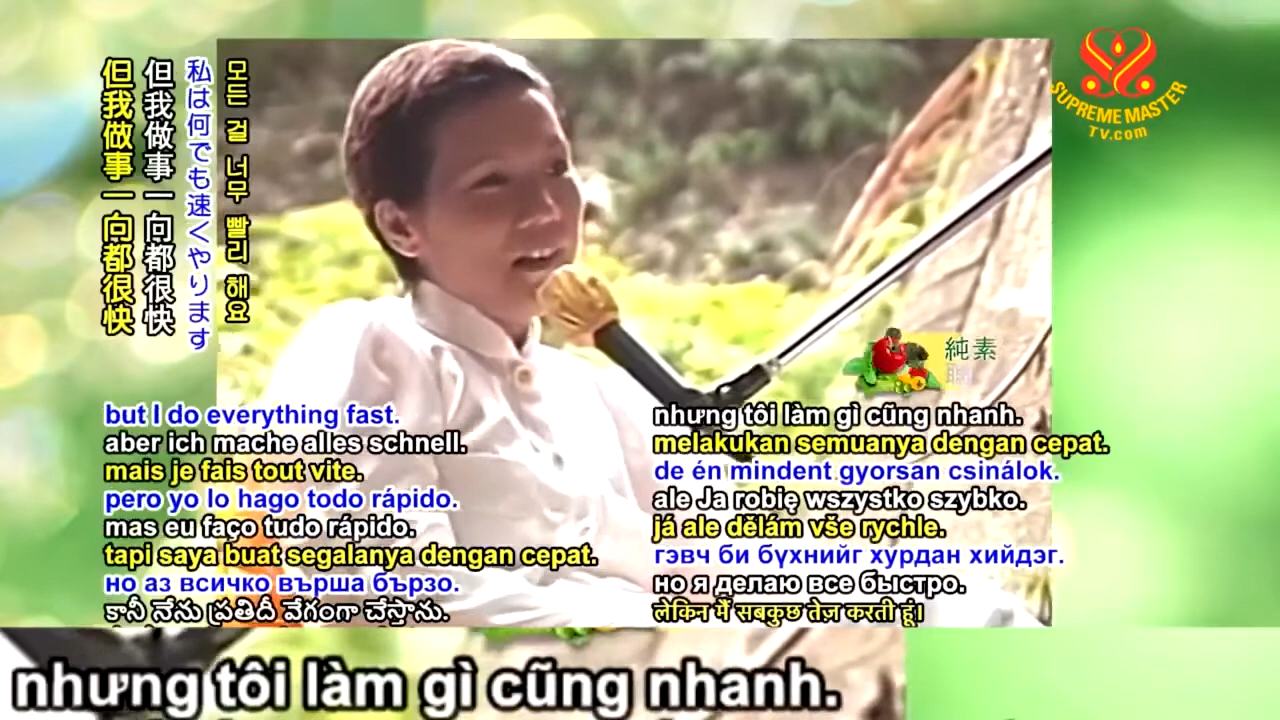 但我做事一向都很快
但我做事一向都很快
私は何でも速くやります
모든 걸 너무 빨리 해요
SUPREME MASTER
TV.com
純素
but I do everything fast.
aber ich mache alles schnell.
mais je fais tout vite.
pero yo lo hago todo rápido.
mas eu faço tudo rápido.
tapi saya buat segalanya dengan cepat.
но аз всичко върша бързо.
కానీ నేను ప్రతిదీ వేగంగా చేస్తాను.
nhưng tôi làm gì cũng nhanh.
melakukan semuanya dengan cepat.
de én mindent gyorsan csinálok.
ale Ja robię wszystko szybko.
já ale dělám vše rychle.
гэвч би бүхнийг хурдан хийдэг.
но я делаю все быстро.
लेकिन मैं सबकुछ तेज़ करती हूं।
nhưng tôi làm gì cũng nhanh.